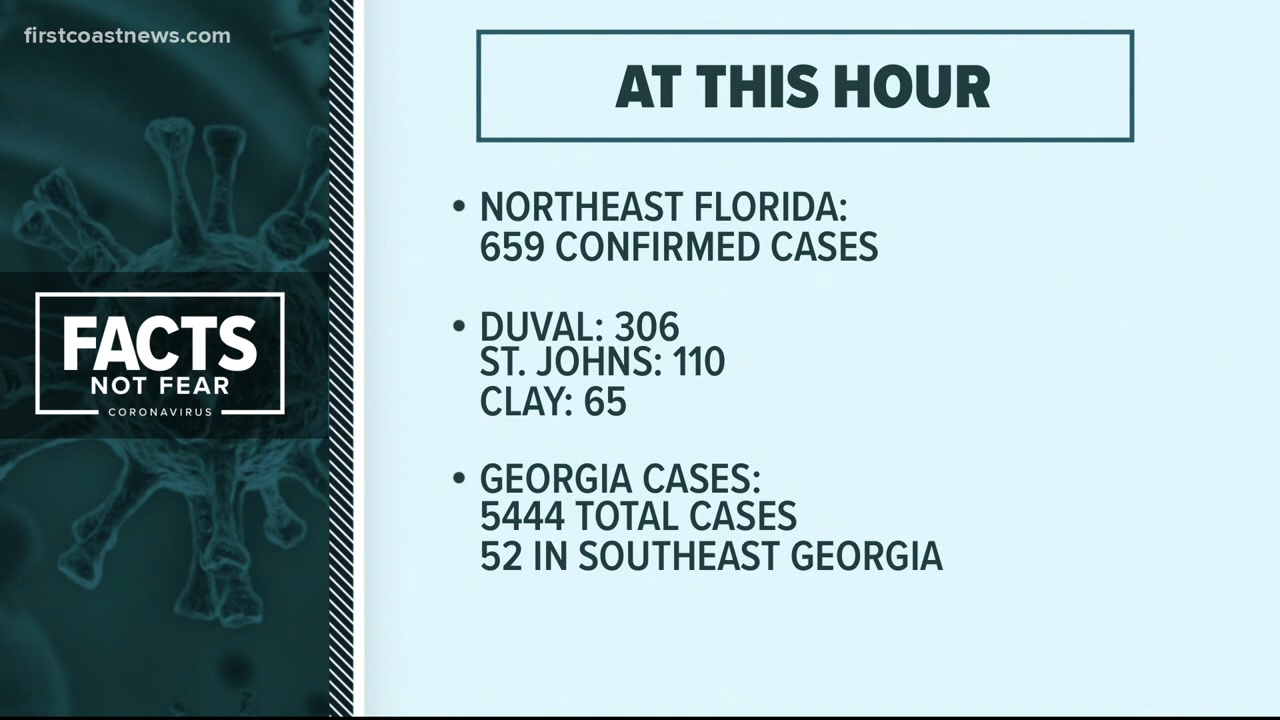 firstcoastnews.com
AT THIS HOUR
• NORTHEAST FLORIDA:
659 CONFIRMED CASES
• DUVAL: 306
ST. JOHNS: 110
CLAY: 65
• GEORGIA CASES:
5444 TOTAL CASES
52 IN SOUTHEAST GEORGIA
FACTS
NOT FEAR
CORONAVIRUS